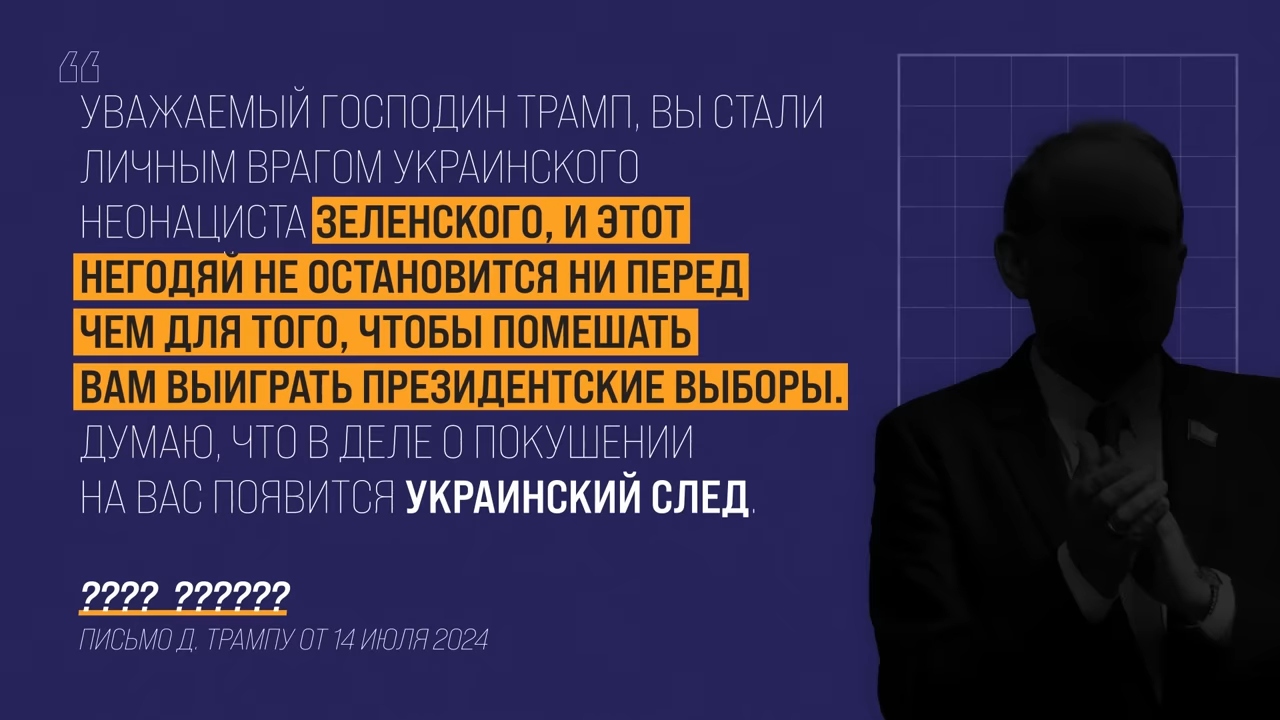 “
УВАЖАЕМЫЙ ГОСПОДИН ТРАМП, ВЫ СТАЛИ
ЛИЧНЫМ ВРАГОМ УКРАИНСКОГО
НЕОНАЦИСТА ЗЕЛЕНСКОГО, И ЭТОТ
НЕГОДЯЙ НЕ ОСТАНОВИТСЯ НИ ПЕРЕД
ЧЕМ ДЛЯ ТОГО, ЧТОБЫ ПОМЕШАТЬ
ВАМ ВЫИГРАТЬ ПРЕЗИДЕНТСКИЕ ВЫБОРЫ.
ДУМАЮ, ЧТО В ДЕЛЕ О ПОКУШЕНИИ
НА ВАС ПОЯВИТСЯ УКРАИНСКИЙ СЛЕД.
???? ??????
ПИСЬМО Д. ТРАМПУ ОТ 14 ИЮЛЯ 2024